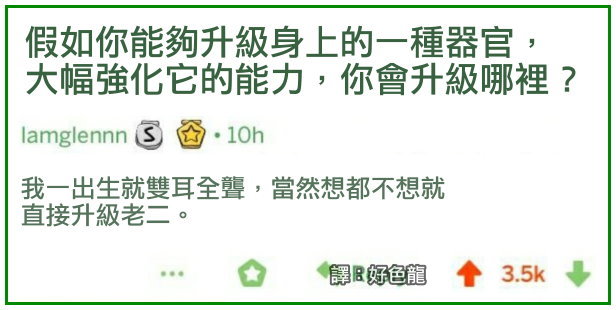 假如你能夠升級身上的一種器官，
大幅強化它的能力，你會升級哪裡？
Iamglennn S • 10h
我一出生就雙耳全聾，當然想都不想就
直接升級老二。
譯：好色龍 3.5k